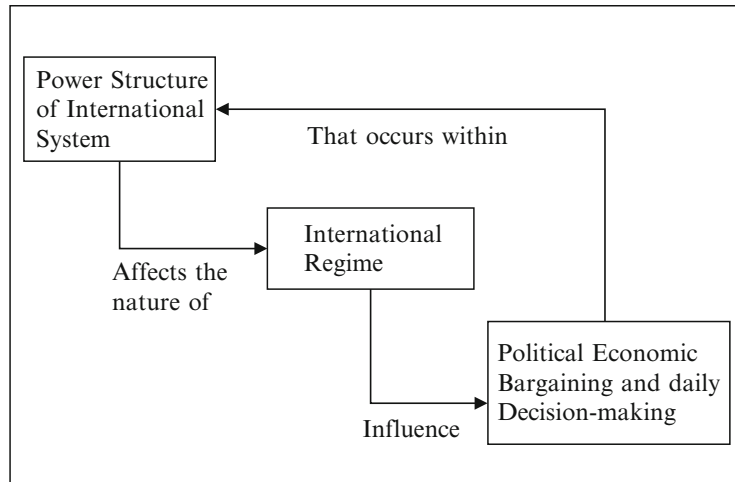 Power Structure
of International
System
That occurs within
International
Regime
Affects the
nature of
Political Economic
Bargaining and daily
Decision-making
Influence